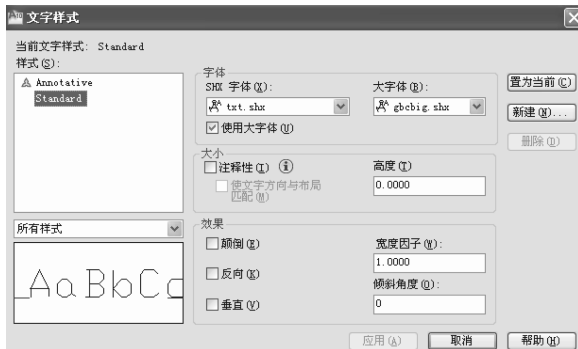 文字样式
当前文字样式: Standard
样式(S):
Annotative
Standard
所有样式
AaBbCc
字体
SHX 字体(X):
txt.shx
大字体(B):
gbcbig.shx
使用大字体(U)
大小
注释性(I)
使文字方向与布局
匹配(M)
高度(T)
0.0000
效果
颠倒(E)
反向(K)
垂直(V)
宽度因子(W):
1.0000
倾斜角度(O):
0
置为当前(C)
新建(N)...
删除(D)
应用(A)
取消
帮助(H)